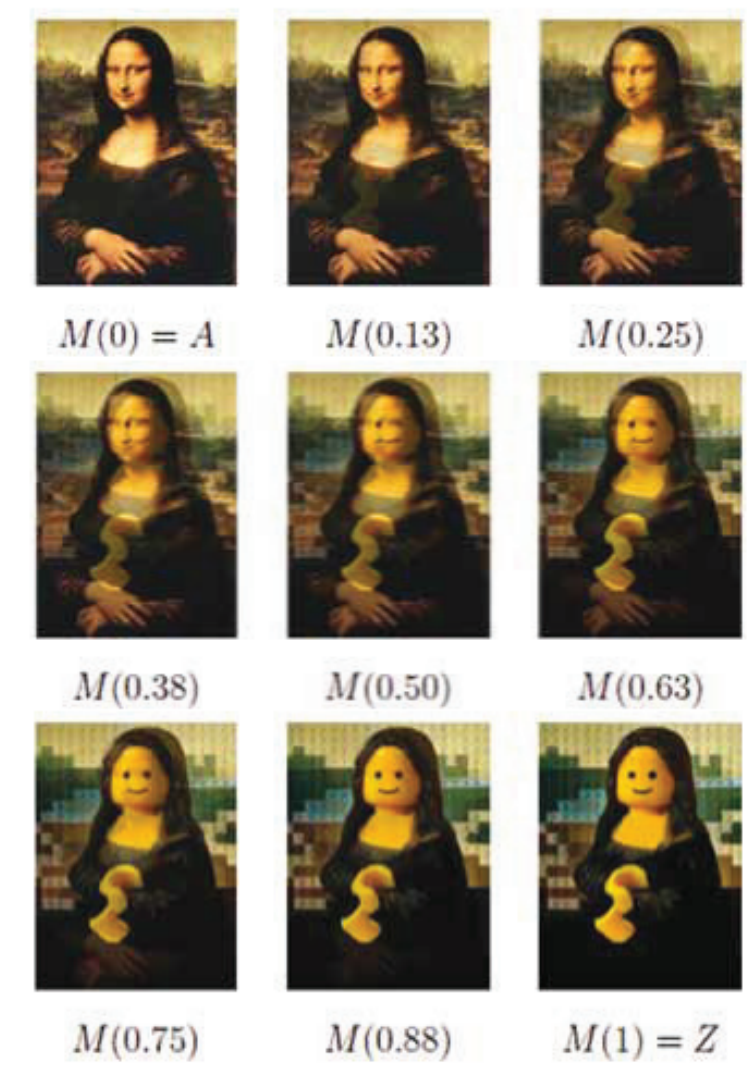 M(0) = A M(0.13) M(0.25)
M(0.38) M(0.50) M(0.63)
M(0.75) M(0.88) M(1) = Z